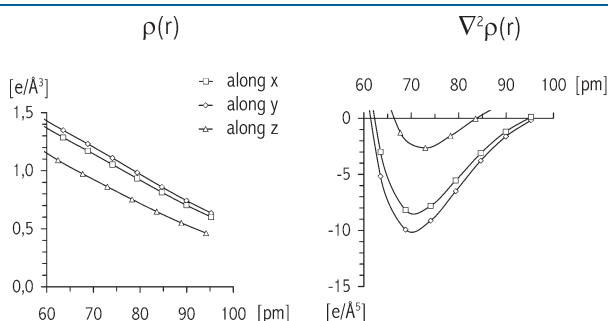 ρ(r)
∇²ρ(r)
[e/Å³]
along x
along y
along z
1,5
1,0
0,5
0,0
60 70 80 90 100 [pm]
60 70 80 90 100 [pm]
0
-5
-10
-15
[e/Å⁵]